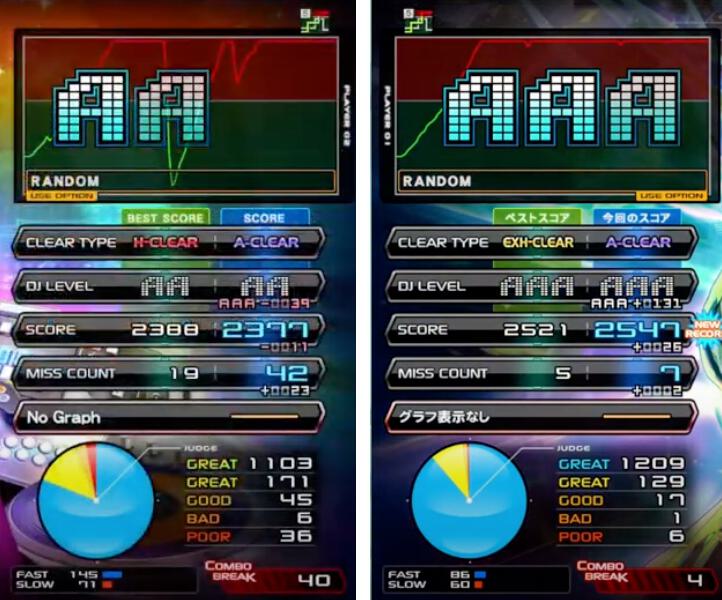 AA
PLAYER 02
RANDOM
USE OPTION
BEST SCORE SCORE
CLEAR TYPE H-CLEAR A-CLEAR
DJ LEVEL AA AA
AAA -0039
SCORE 2388 2377
-0011
MISS COUNT 19 42
+0023
No Graph
JUDGE
GREAT 1103
GREAT 171
GOOD 45
BAD 6
POOR 36
FAST 145
SLOW 71
COMBO BREAK 40
AAA
PLAYER 01
RANDOM
USE OPTION
ベストスコア 今回のスコア
CLEAR TYPE EXH-CLEAR A-CLEAR
DJ LEVEL AAA AAA
AAA +0131
SCORE 2521 2547
NEW RECOR
+0026
MISS COUNT 5 7
+0002
グラフ表示なし
JUDGE
GREAT 1209
GREAT 129
GOOD 17
BAD 1
POOR 6
FAST 86
SLOW 60
COMBO BREAK 4